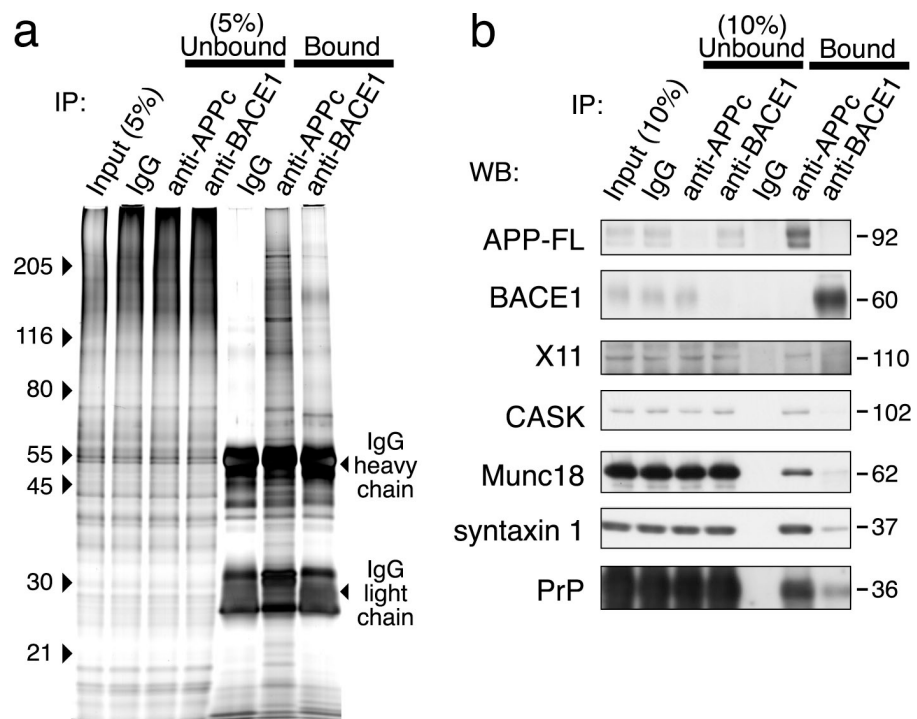 a
(5%)
Unbound Bound
IP:
Input (5%)
IgG
anti-APPc
anti-BACE1
IgG
anti-APPc
anti-BACE1
205
116
80
55
45
30
21
IgG
heavy
chain
IgG
light
chain
b
(10%)
Unbound Bound
IP:
WB:
Input (10%)
IgG
anti-APPc
anti-BACE1
IgG
anti-APPc
anti-BACE1
APP-FL -92
BACE1 -60
X11 -110
CASK -102
Munc18 -62
syntaxin 1 -37
PrP -36